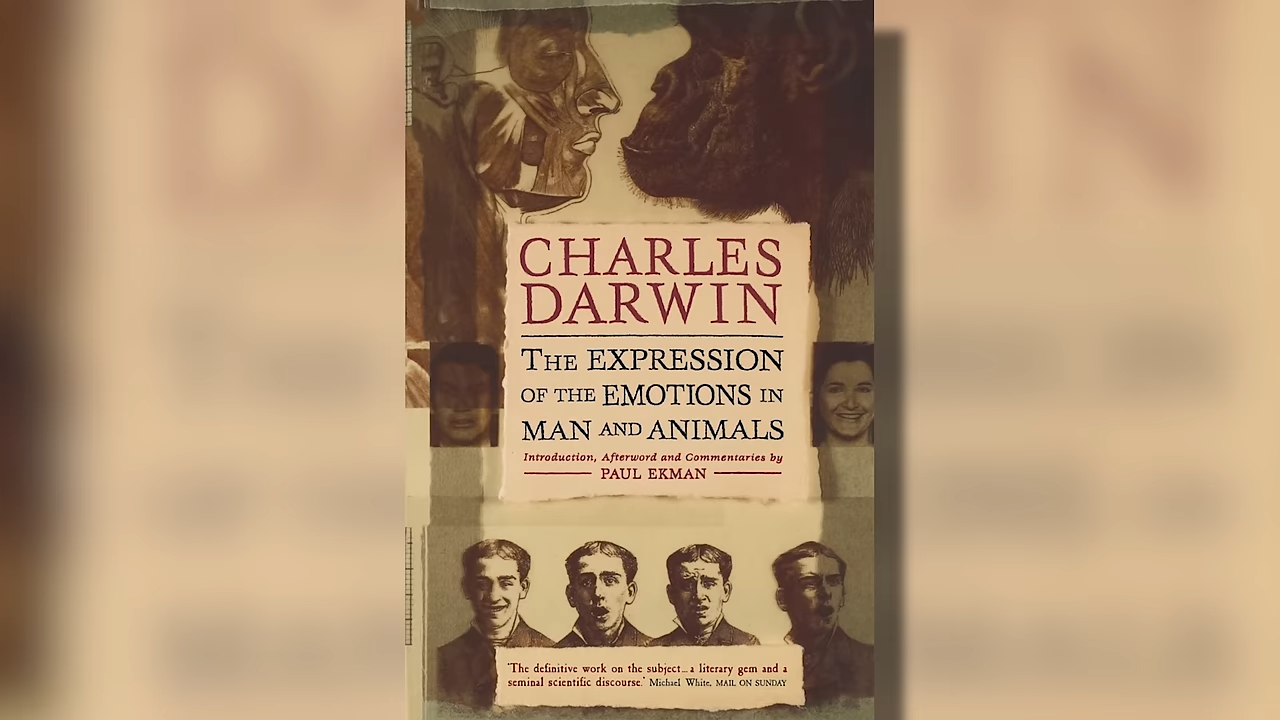 CHARLES
DARWIN
THE EXPRESSION
OF THE EMOTIONS IN
MAN AND ANIMALS
Introduction, Afterword and Commentaries by
PAUL EKMAN
'The definitive work on the subject...a literary gem and a
seminal scientific discourse.' Michael White, MAIL ON SUNDAY